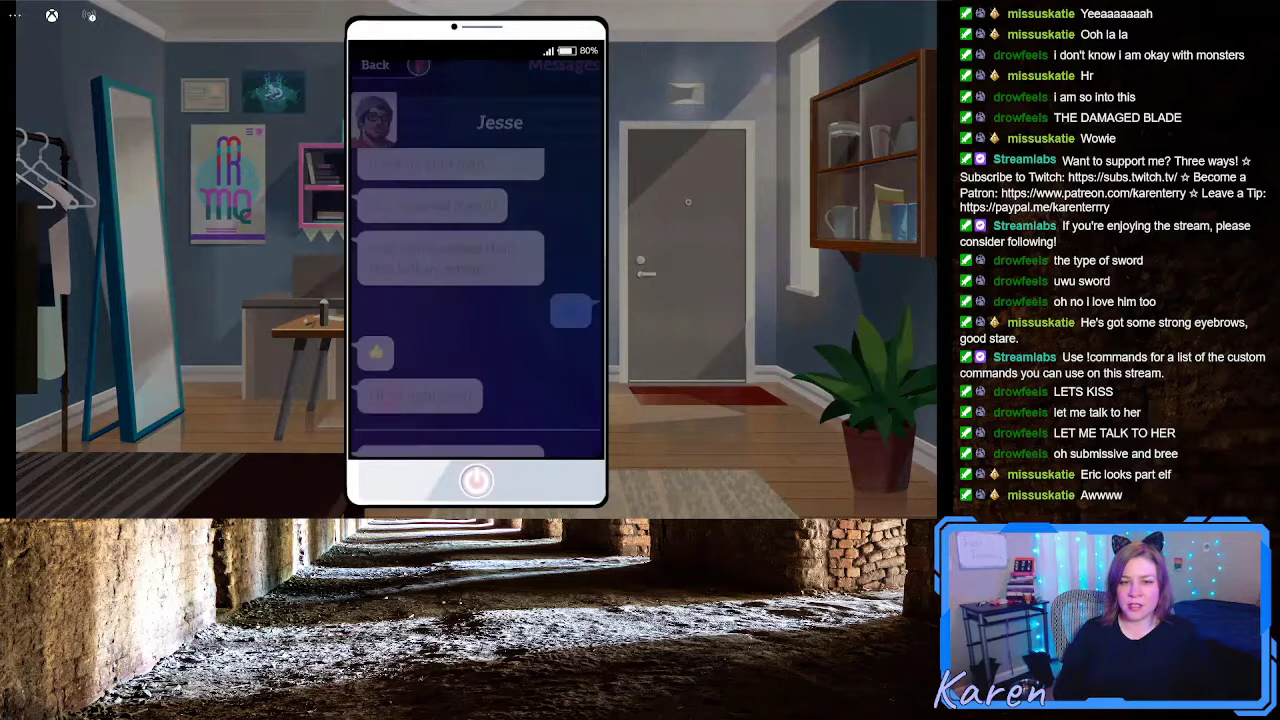 80%
Back
Messages
Jesse
missuskatie Yeeaaaaaaah
missuskatie Ooh la la
drowfeels i don't know i am okay with monsters
missuskatie Hr
drowfeels i am so into this
drowfeels THE DAMAGED BLADE
missuskatie Wowie
Streamlabs Want to support me? Three ways! ☆
Subscribe to Twitch: https://subs.twitch.tv/ ☆ Become a
Patron: https://www.patreon.com/karenterry ☆ Leave a Tip:
https://paypal.me/karenterrry
Streamlabs If you're enjoying the stream, please
consider following!
drowfeels the type of sword
drowfeels uwu sword
drowfeels oh no i love him too
missuskatie He's got some strong eyebrows,
good stare.
Streamlabs Use !commands for a list of the custom
commands you can use on this stream.
drowfeels LETS KISS
drowfeels let me talk to her
drowfeels LET ME TALK TO HER
drowfeels oh submissive and bree
missuskatie Eric looks part elf
missuskatie Awwww
Karen